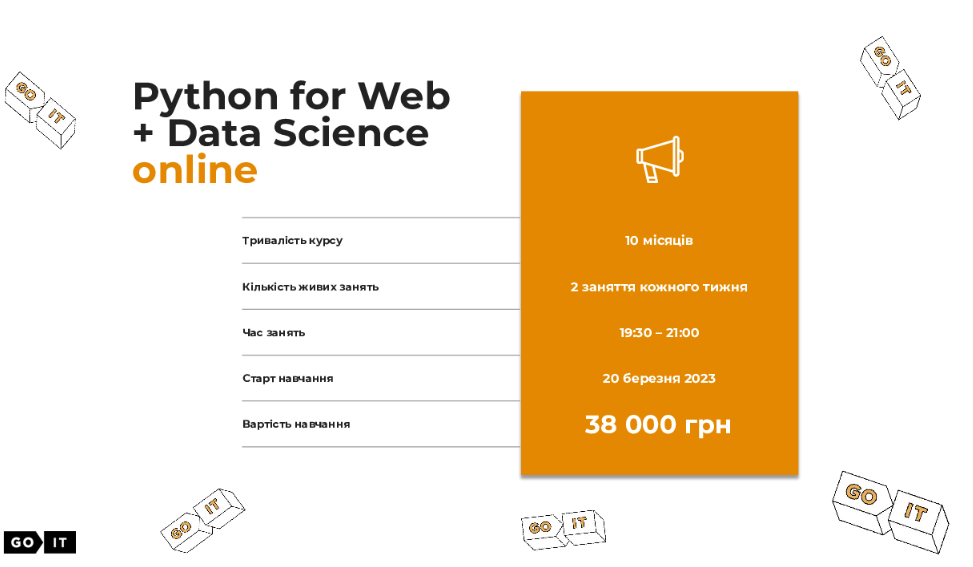 Python for Web
+ Data Science
online
Тривалість курсу
10 місяців
Кількість живих занять
2 заняття кожного тижня
Час занять
19:30 – 21:00
Старт навчання
20 березня 2023
Вартість навчання
38 000 грн
GO IT
GO IT
GO IT
GO IT
GO IT
GO IT